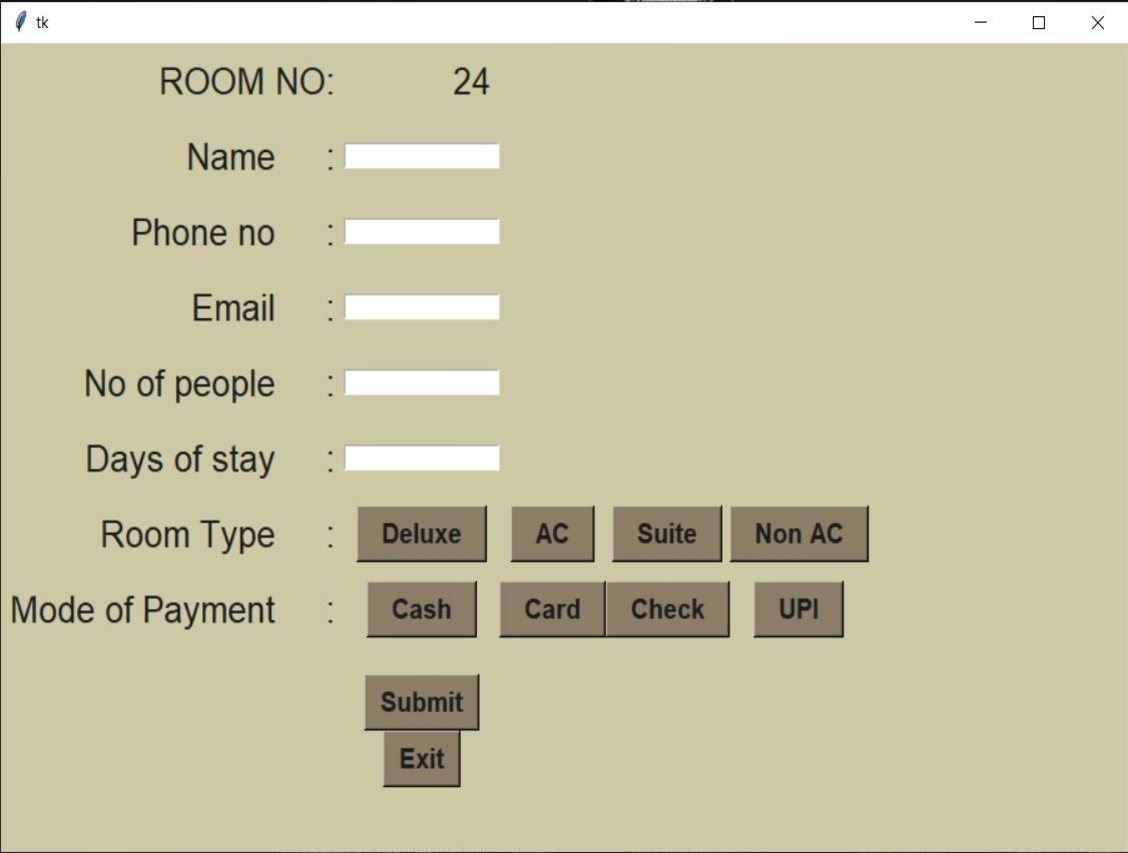 tk
ROOM NO: 24
Name :
Phone no :
Email :
No of people :
Days of stay :
Room Type : Deluxe AC Suite Non AC
Mode of Payment : Cash Card Check UPI
Submit
Exit